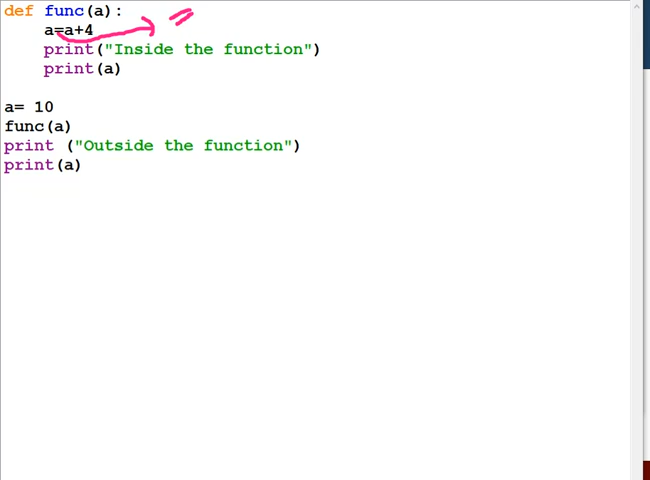 def func(a):
    a=a+4
    print("Inside the function")
    print(a)

a= 10
func(a)
print ("Outside the function")
print(a)